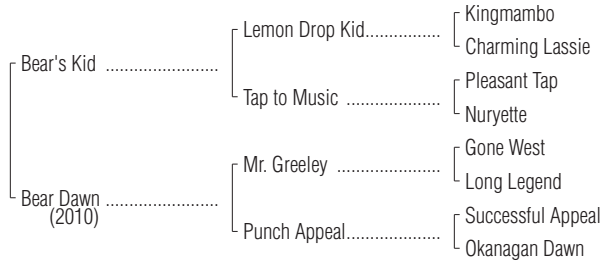 Kingmambo
Lemon Drop Kid..................
Charming Lassie
Bear's Kid ...........................
Pleasant Tap
Tap to Music .......................
Nuryette
Gone West
Mr. Greeley .........................
Long Legend
Bear Dawn ...........................
(2010)
Successful Appeal
Punch Appeal.......................
Okanagan Dawn